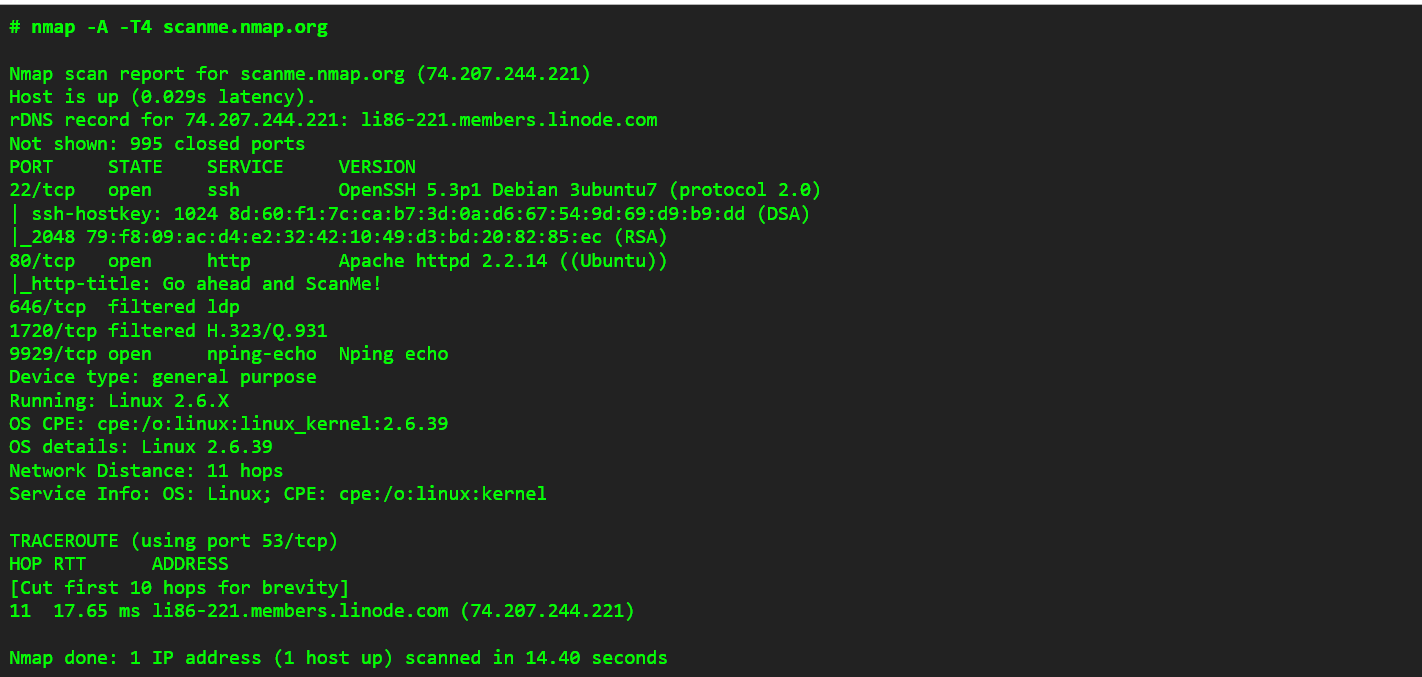 # nmap -A -T4 scanme.nmap.org
Nmap scan report for scanme.nmap.org (74.207.244.221)
Host is up (0.029s latency).
rDNS record for 74.207.244.221: li86-221.members.linode.com
Not shown: 995 closed ports
PORT     STATE    SERVICE     VERSION
22/tcp   open     ssh         OpenSSH 5.3p1 Debian 3ubuntu7 (protocol 2.0)
| ssh-hostkey: 1024 8d:60:f1:7c:ca:b7:3d:0a:d6:67:54:9d:69:d9:b9:dd (DSA)
|_2048 79:f8:09:ac:d4:e2:32:42:10:49:d3:bd:20:82:85:ec (RSA)
80/tcp   open     http        Apache httpd 2.2.14 ((Ubuntu))
|_http-title: Go ahead and ScanMe!
646/tcp  filtered ldp
1720/tcp filtered H.323/Q.931
9929/tcp open     nping-echo  Nping echo
Device type: general purpose
Running: Linux 2.6.X
OS CPE: cpe:/o:linux:linux_kernel:2.6.39
OS details: Linux 2.6.39
Network Distance: 11 hops
Service Info: OS: Linux; CPE: cpe:/o:linux:kernel
TRACEROUTE (using port 53/tcp)
HOP RTT      ADDRESS
[Cut first 10 hops for brevity]
11  17.65 ms li86-221.members.linode.com (74.207.244.221)
Nmap done: 1 IP address (1 host up) scanned in 14.40 seconds